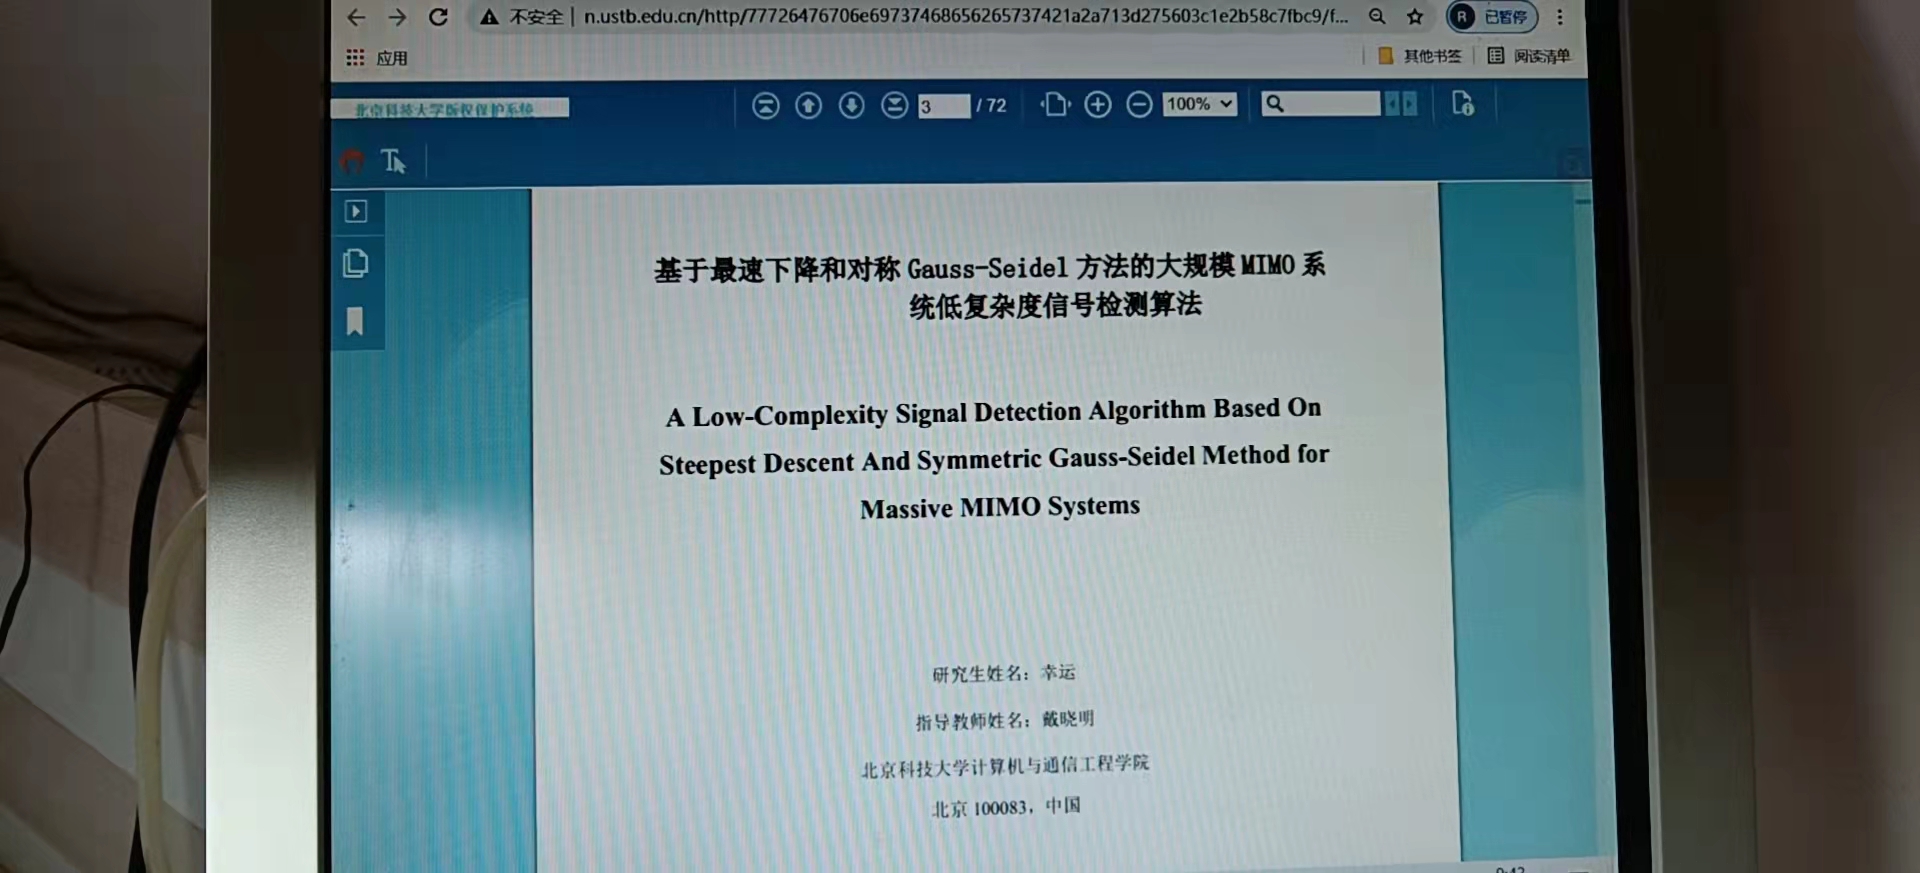 不安全 | n.ustb.edu.cn/http/77726476706e69737468656265737421a2a713d275603c1e2b58c7fbc9/f...
R 已暂停
应用
其他书签
阅读清单
北京科技大学版权保护系统
3 / 72
100%
基于最速下降和对称 Gauss-Seidel 方法的大规模 MIMO 系
统低复杂度信号检测算法
A Low-Complexity Signal Detection Algorithm Based On
Steepest Descent And Symmetric Gauss-Seidel Method for
Massive MIMO Systems
研究生姓名：幸运
指导教师姓名：戴晓明
北京科技大学计算机与通信工程学院
北京 100083，中国